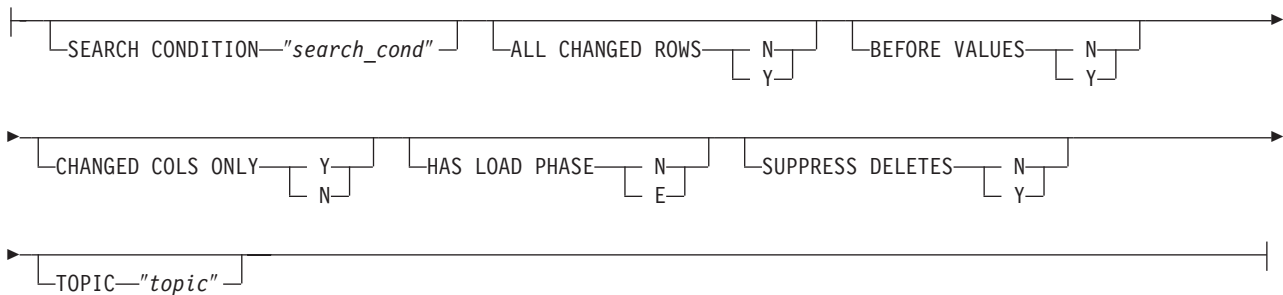 SEARCH CONDITION "search_cond" ALL CHANGED ROWS N BEFORE VALUES N
Y Y
CHANGED COLS ONLY Y HAS LOAD PHASE N SUPPRESS DELETES N
N E Y
TOPIC "topic"